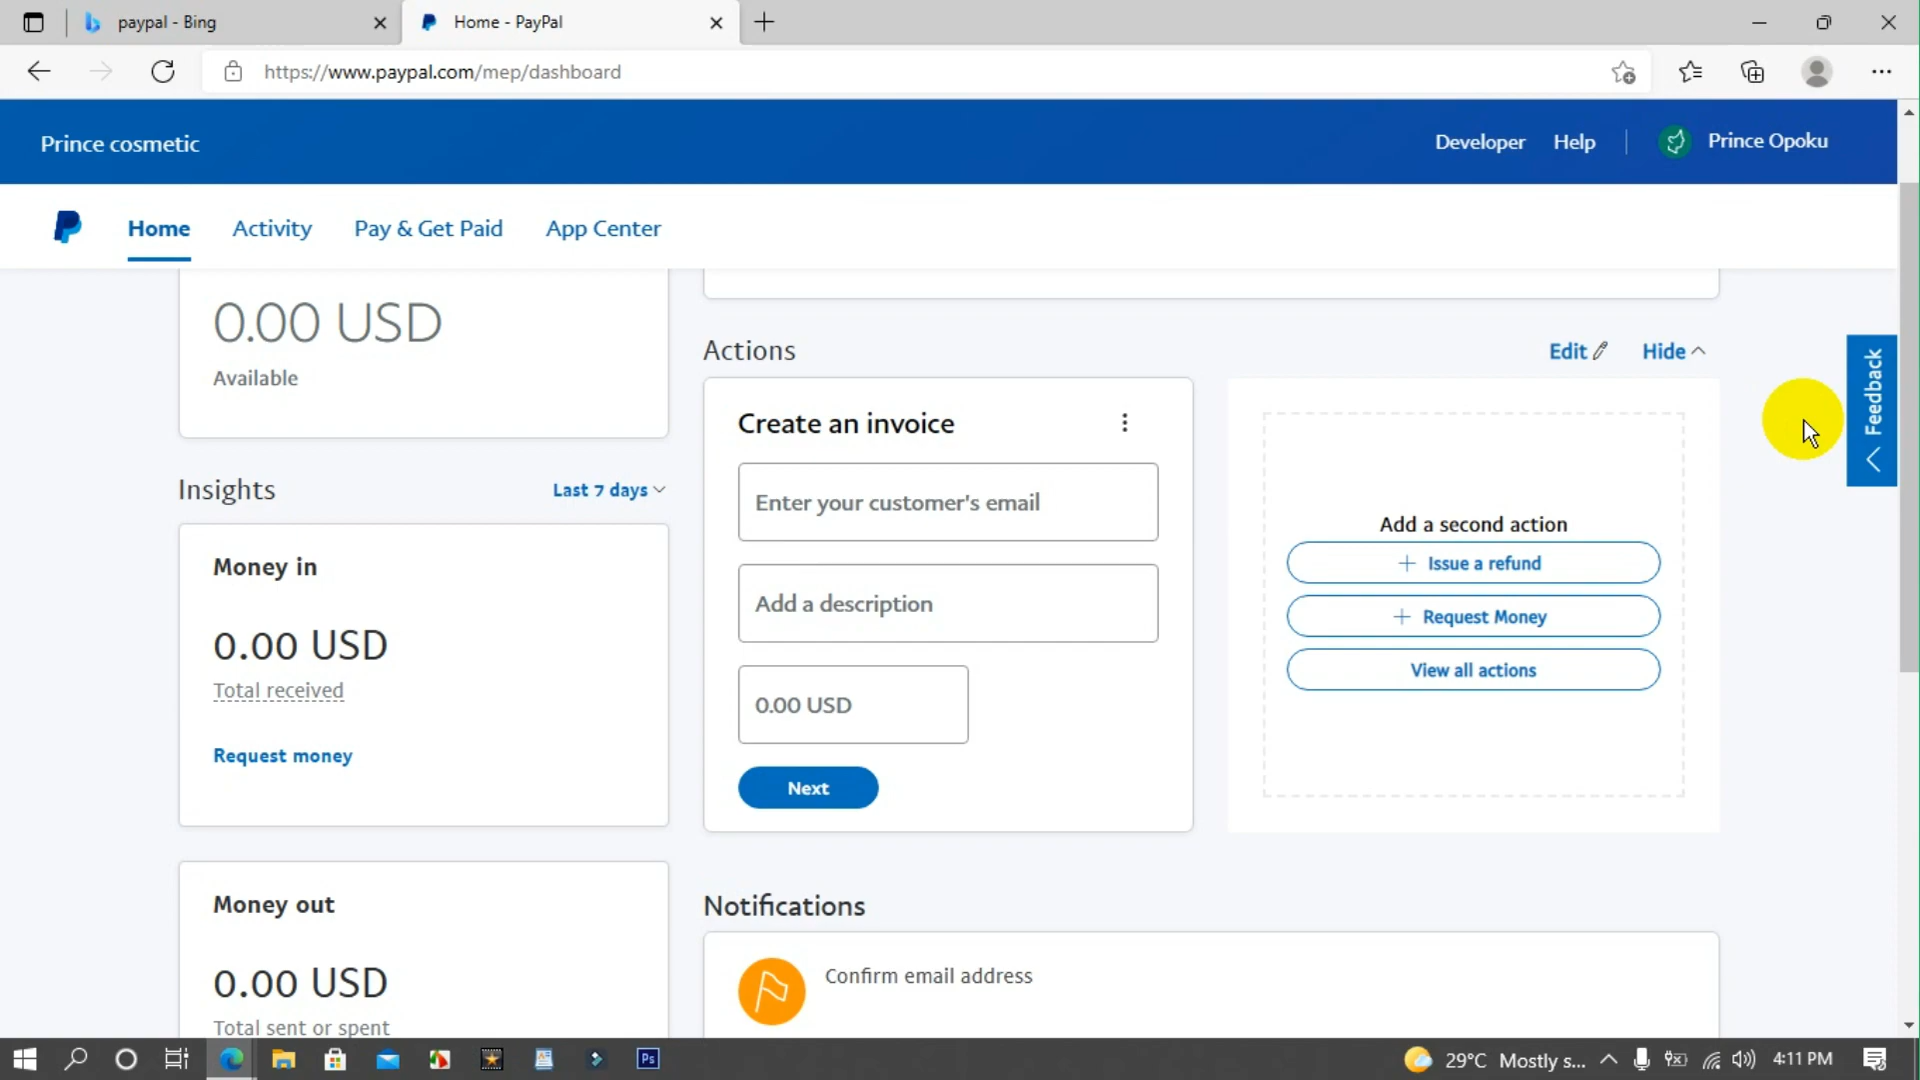 paypal - Bing
Home - PayPal
https://www.paypal.com/mep/dashboard
Prince cosmetic
Developer
Help
Prince Opoku
Home
Activity
Pay & Get Paid
App Center
0.00 USD
Available
Insights
Last 7 days
Money in
0.00 USD
Total received
Request money
Money out
0.00 USD
Total sent or spent
Actions
Edit
Hide
Create an invoice
Enter your customer's email
Add a description
0.00 USD
Next
Add a second action
Issue a refund
Request Money
View all actions
Notifications
Confirm email address
Feedback
Ps
29°C Mostly s...
4:11 PM